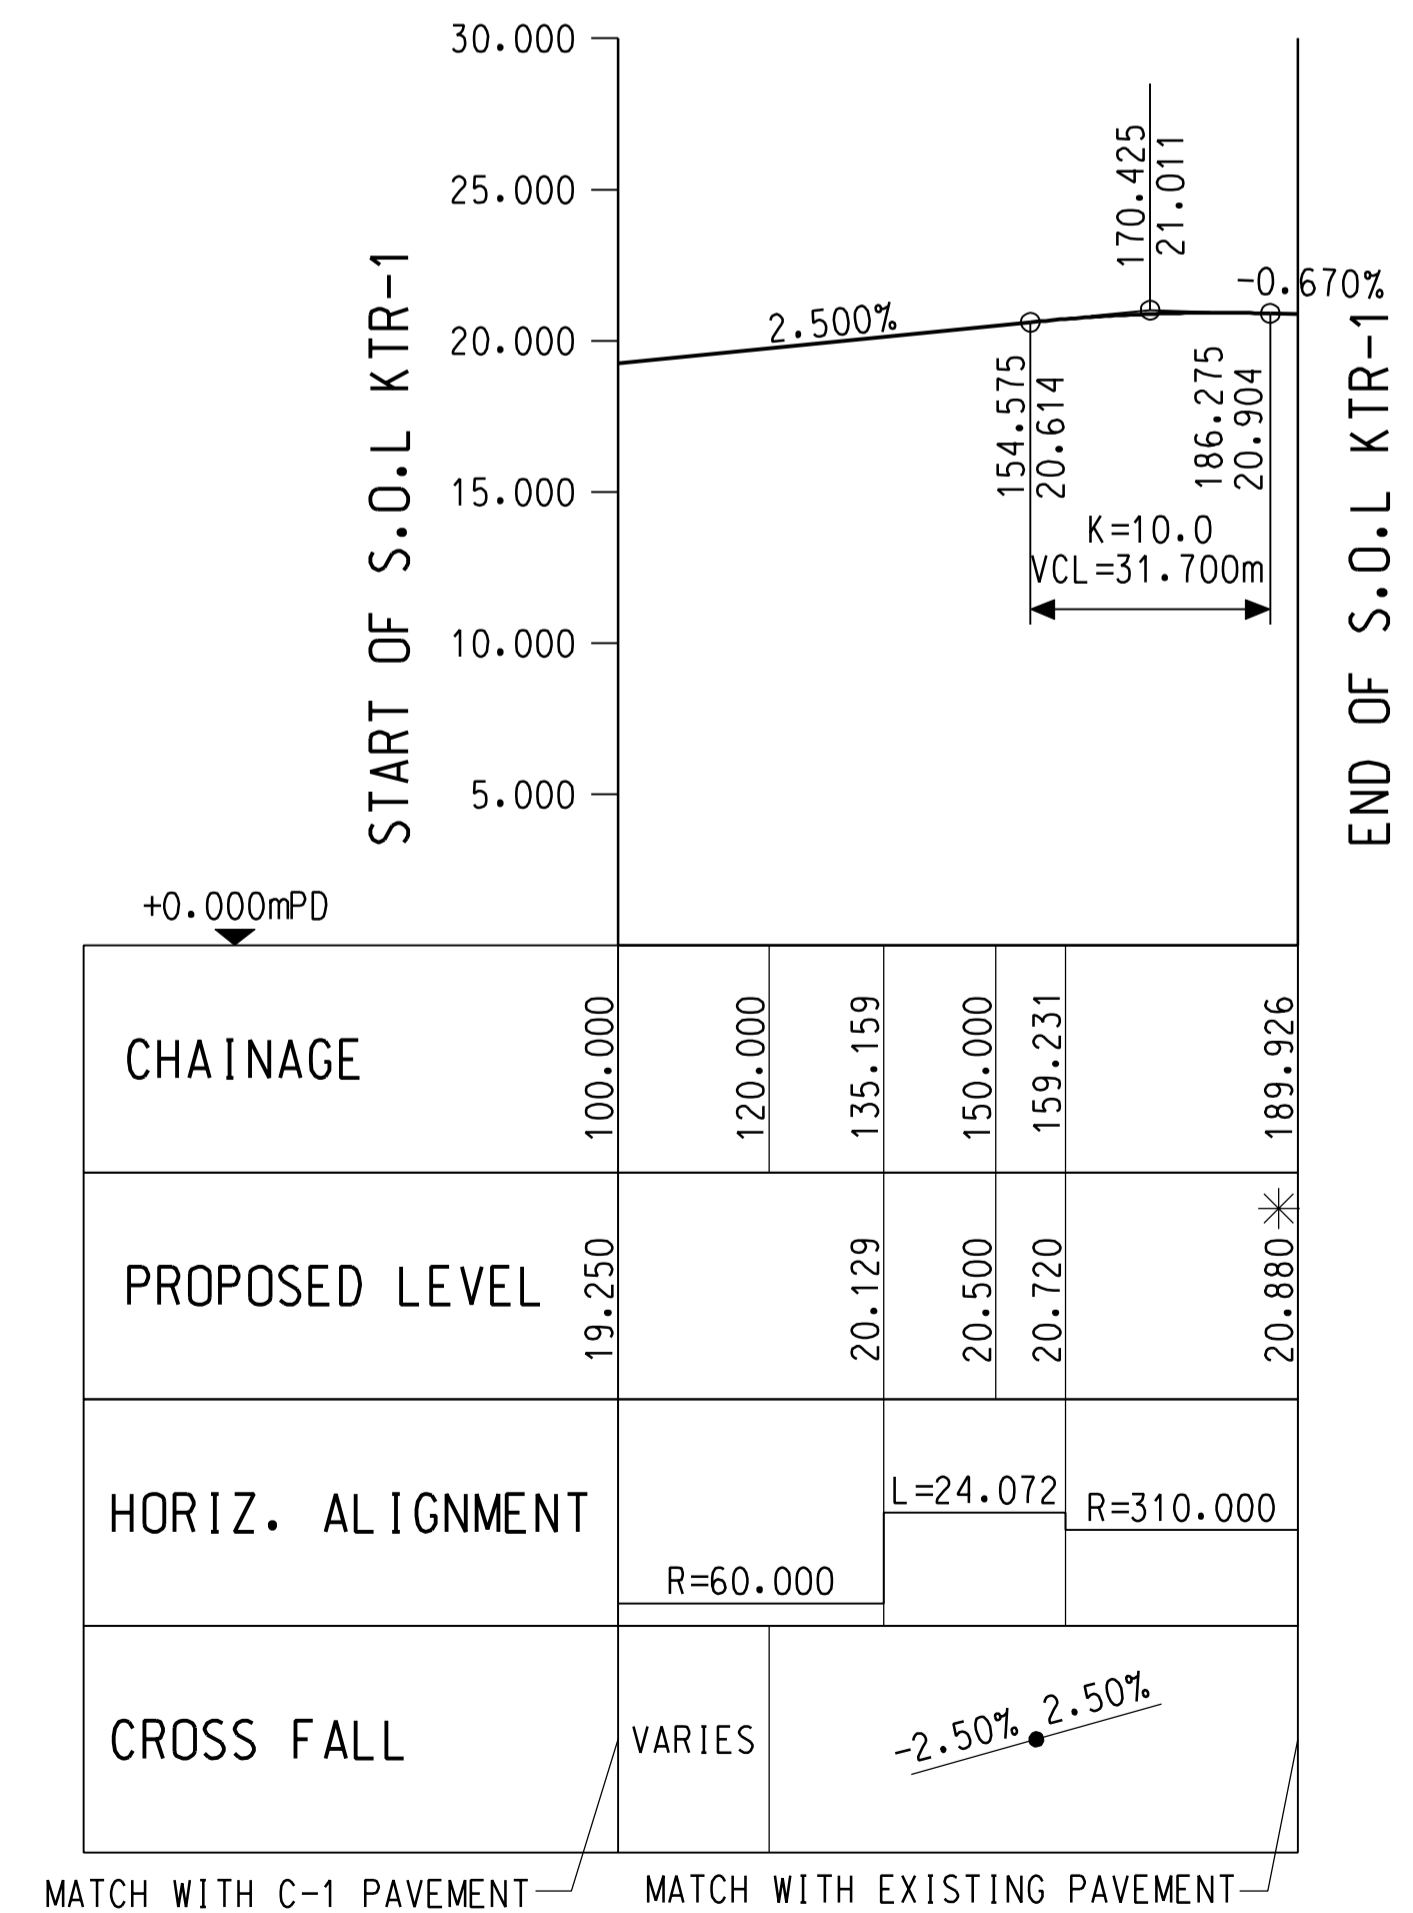 30.000
25.000
20.000
15.000
10.000
5.000
START OF S.O.L KTR-1
2.500%
170.425
21.011
-0.670%
154.575
20.614
186.275
20.904
K=10.0
VCL=31.700m
END OF S.O.L KTR-1
+0.000mPD
CHAINAGE
100.000
120.000
135.159
150.000
159.231
189.926
PROPOSED LEVEL
19.250
20.129
20.500
20.720
20.880*
HORIZ. ALIGNMENT
R=60.000
L=24.072
R=310.000
CROSS FALL
VARIES
-2.50%
2.50%
MATCH WITH C-1 PAVEMENT
MATCH WITH EXISTING PAVEMENT